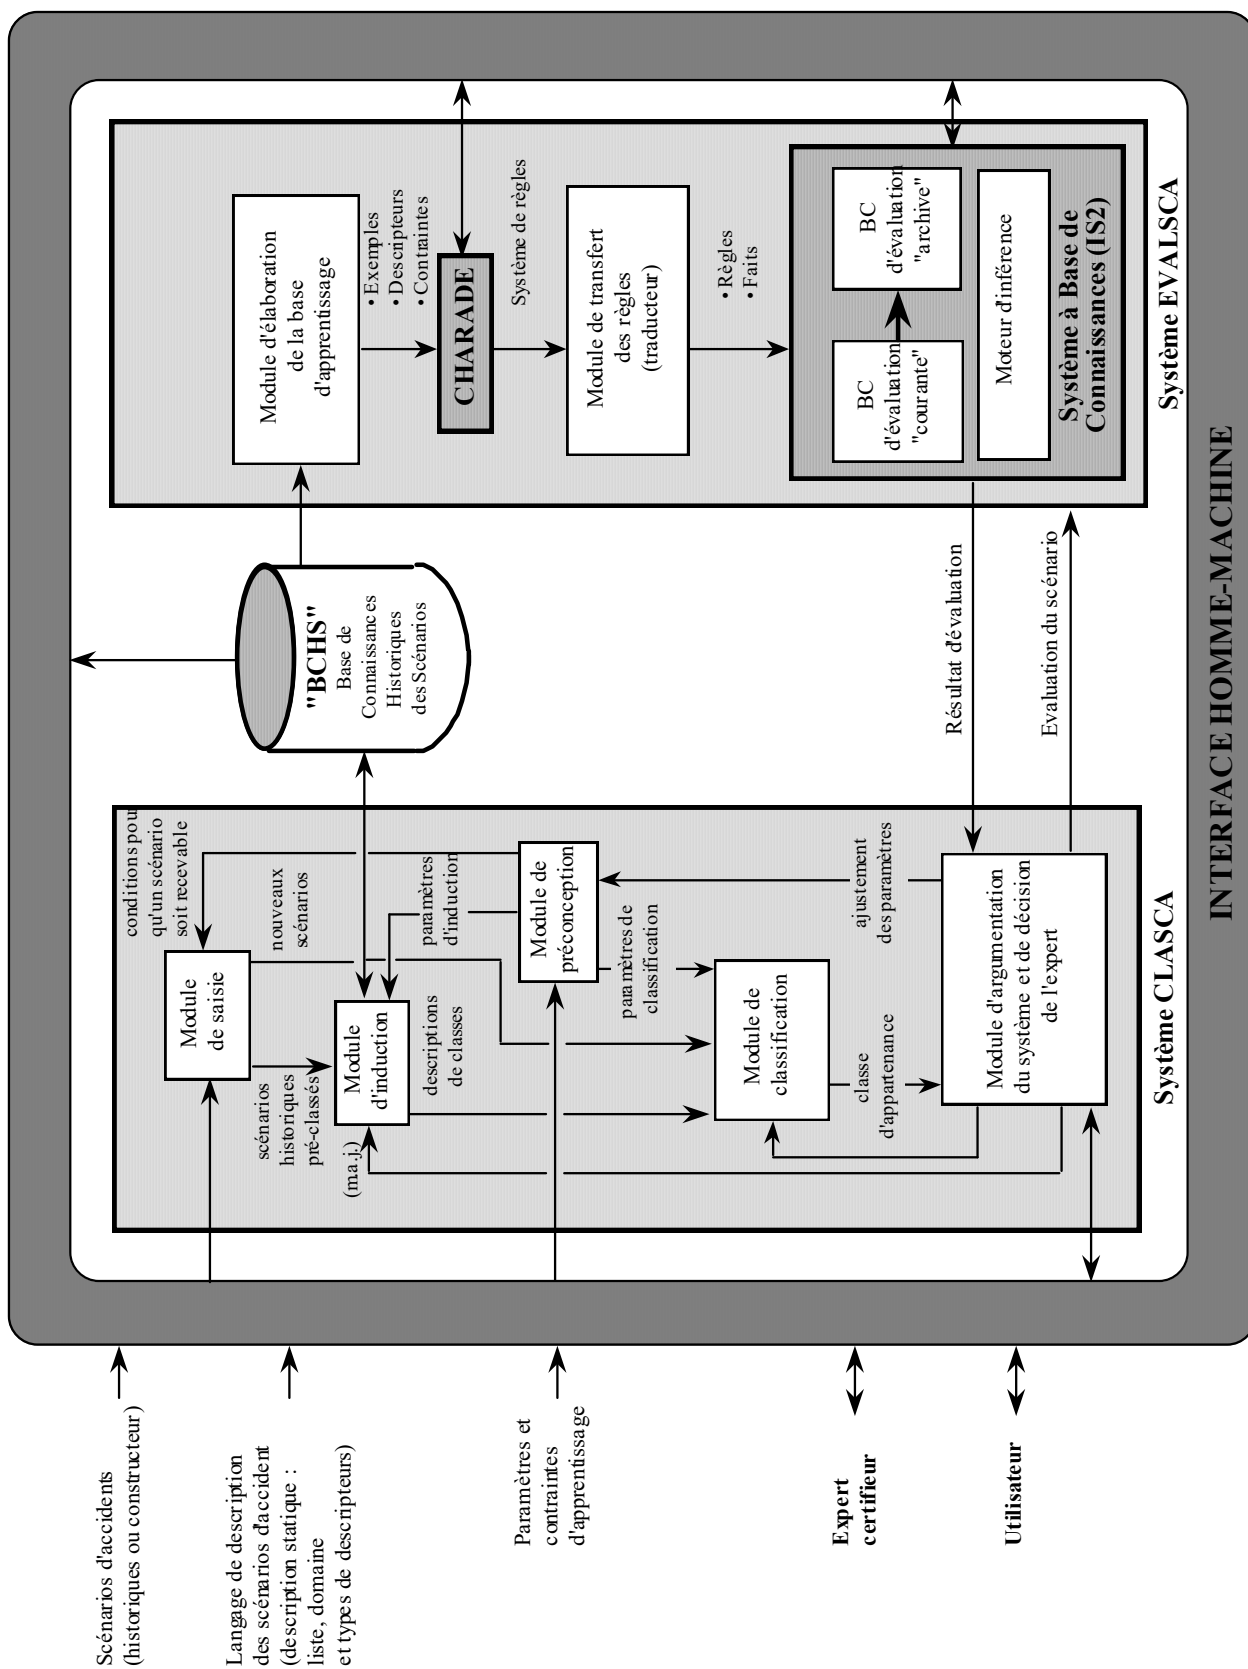 Scénarios d'accidents
(historiques ou constructeur)
Langage de description
des scénarios d'accident
(description statique :
liste, domaine
et types de descripteurs)
Paramètres et
contraintes
d'apprentissage
Expert
certifieur
Utilisateur
INTERFACE HOMME-MACHINE
Système CLASCA
Module
de saisie
conditions pour
qu'un scénario
soit recevable
nouveaux
scénarios
scénarios
historiques
pré-classés
(m.a.j.)
Module
d'induction
paramètres
d'induction
descriptions
de classes
Module de
préconception
paramètres de
classification
Module de
classification
classe
d'appartenance
ajustement
des paramètres
Module d'argumentation
du système et de décision
de l'expert
"BCHS"
Base de
Connaissances
Historiques
des Scénarios
Résultat d'évaluation
Evaluation du scénario
Système EVALSCA
Module d'élaboration
de la base
d'apprentissage
• Exemples
• Descripteurs
• Contraintes
CHARADE
Système de règles
Module de transfert
des règles
(traducteur)
• Règles
• Faits
BC
d'évaluation
"courante"
BC
d'évaluation
"archive"
Moteur d'inférence
Système à Base de
Connaissances (IS2)